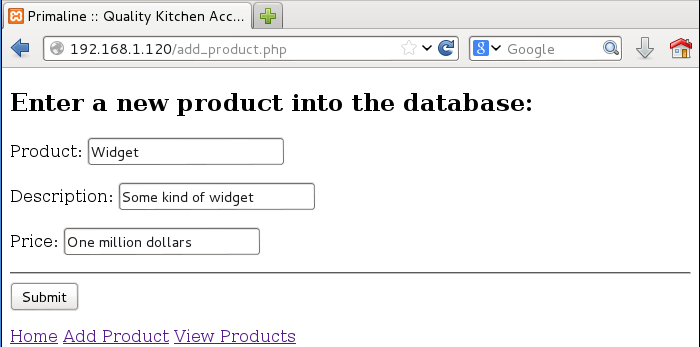 Primaline :: Quality Kitchen Acc...
192.168.1.120/add_product.php
8 Google
Enter a new product into the database:
Product: Widget
Description: Some kind of widget
Price: One million dollars
Submit
Home Add Product View Products